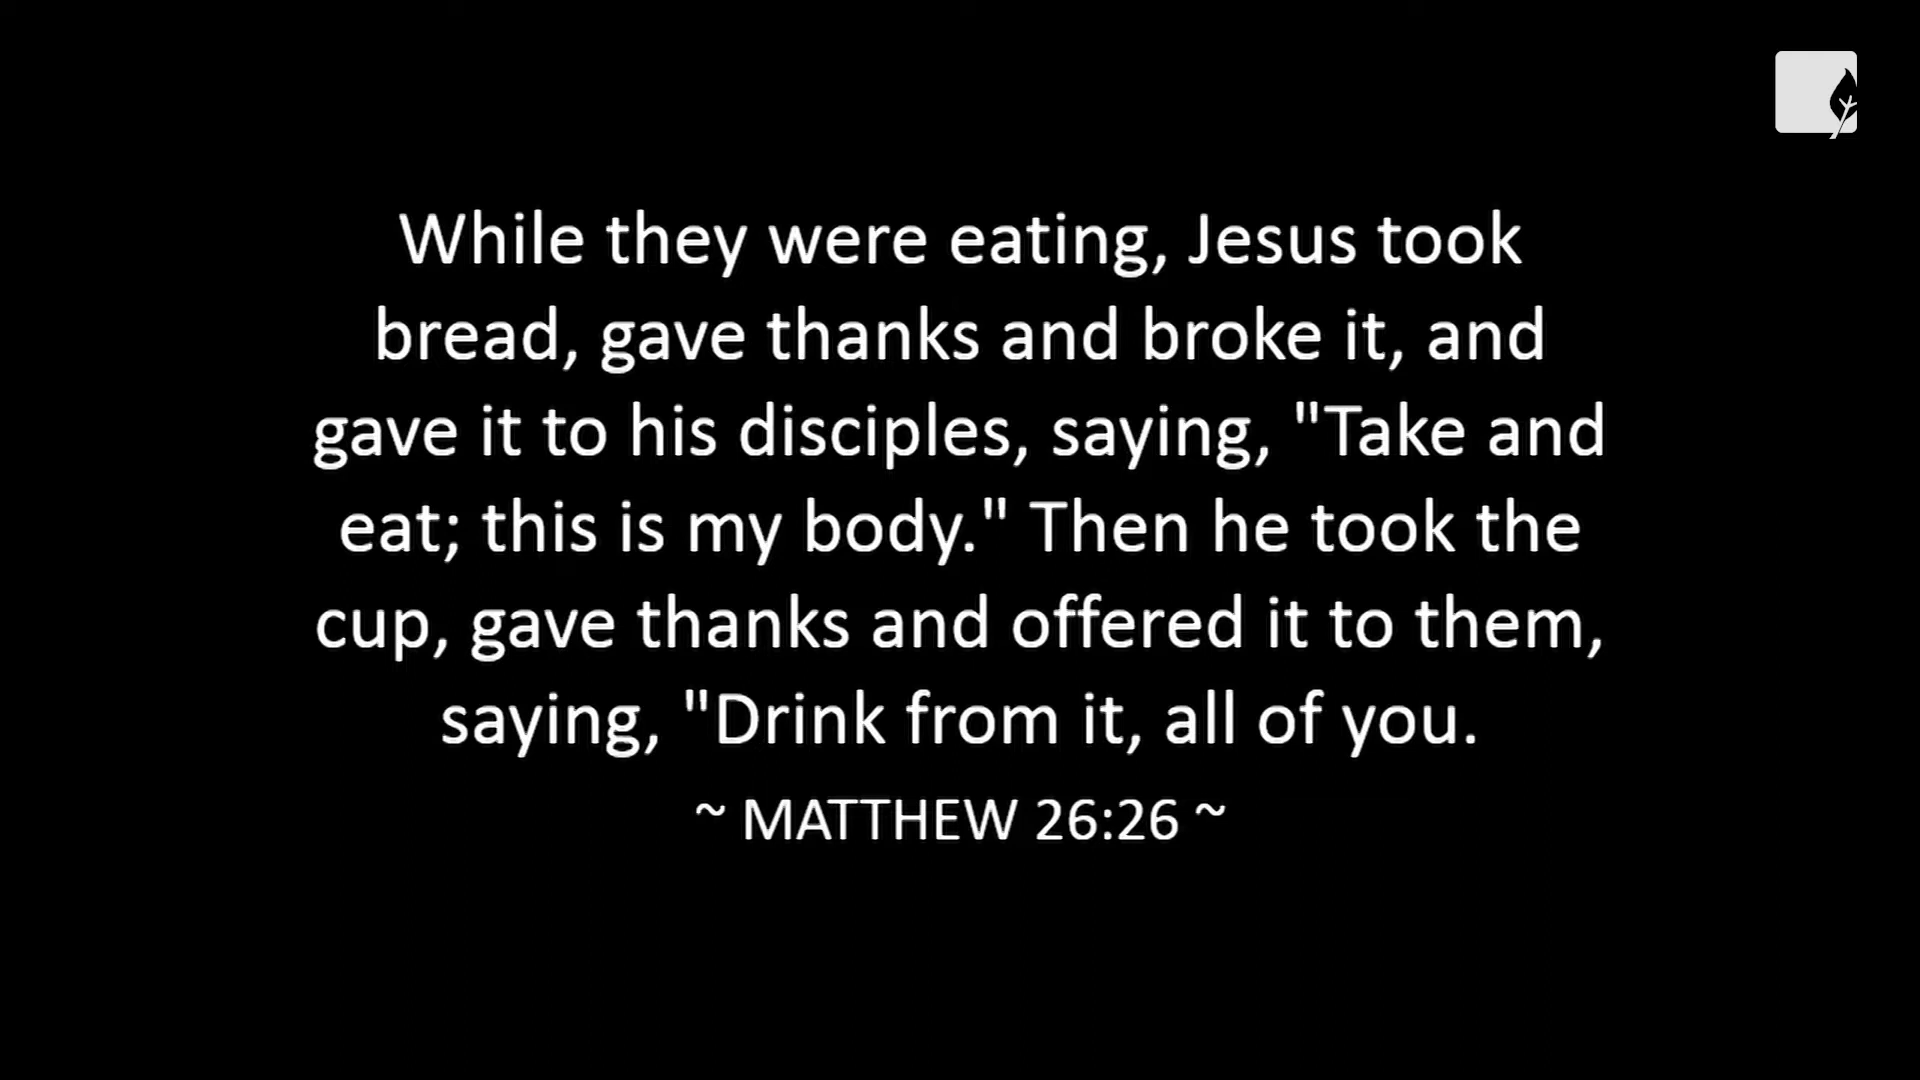 While they were eating, Jesus took
bread, gave thanks and broke it, and
gave it to his disciples, saying, "Take and
eat; this is my body." Then he took the
cup, gave thanks and offered it to them,
saying, "Drink from it, all of you.
~ MATTHEW 26:26 ~